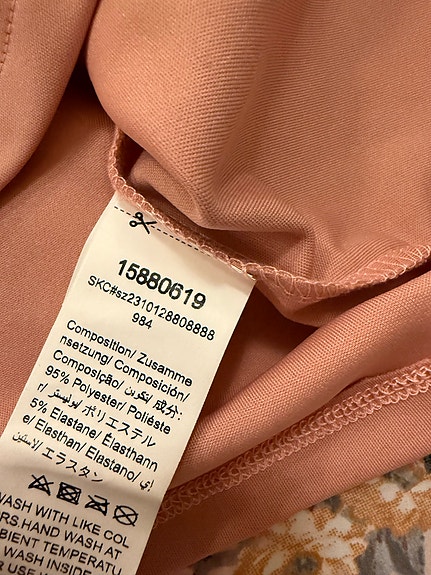 15880619
SKC#sz2310128808888
984
Composition/ Zusamme
nsetzung/ Composición/
Composição/ التكوين/ 成分:
95% Polyester/ Polieste
r/ بوليستر/ ポリエステル
5% Elastane/ Élasthann
e/ Elasthan/ Elastano/ إي
لاستين/ エラスタン
WASH WITH LIKE COL
RS.HAND WASH AT
BIENT TEMPERATU
WASH INSIDE